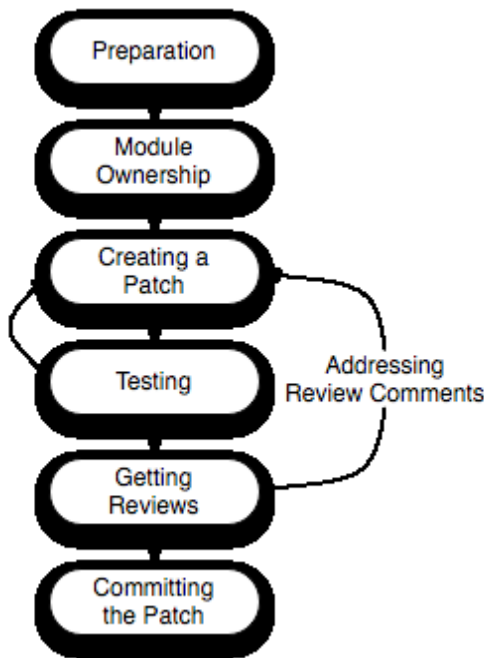 Preparation
Module
Ownership
Creating a
Patch
Testing
Addressing
Review Comments
Getting
Reviews
Committing
the Patch